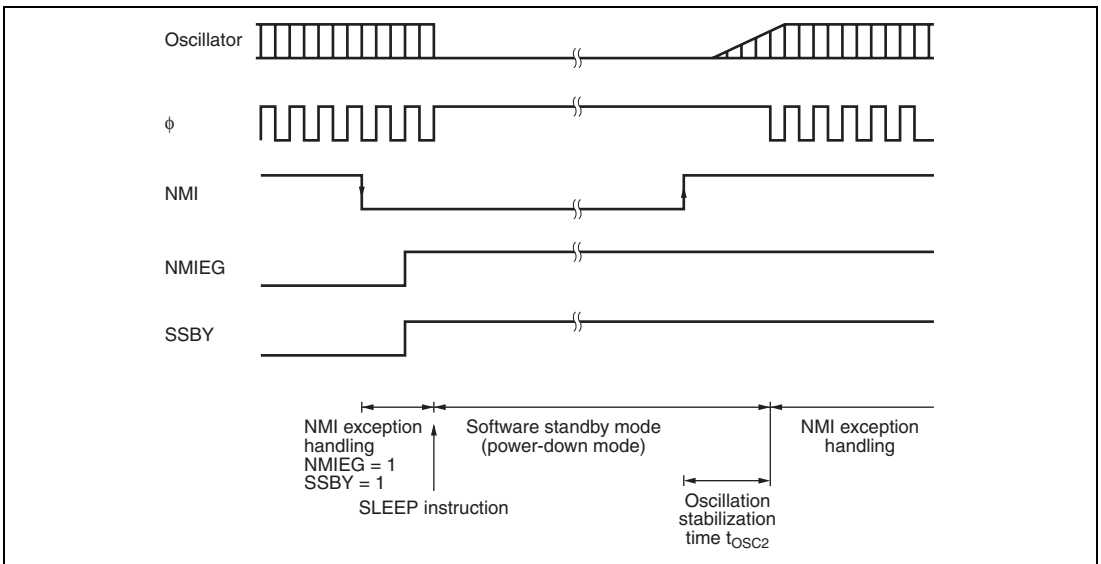 Oscillator
ϕ
NMI
NMIEG
SSBY
NMI exception
handling
NMIEG = 1
SSBY = 1
SLEEP instruction
Software standby mode
(power-down mode)
Oscillation
stabilization
time tOSC2
NMI exception
handling